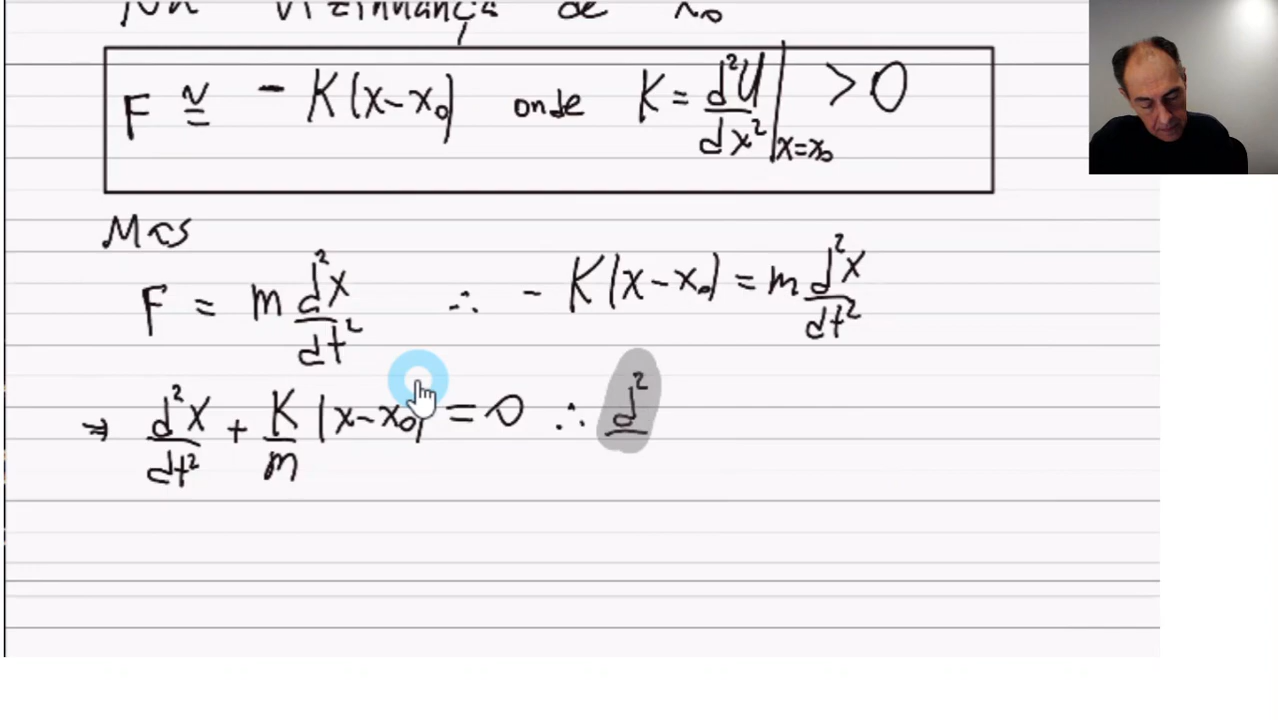 vizinhança de x₀
F ≅ - K(x-x₀) onde K = d²U/dx²|x=x₀ > 0
Mas
F = m d²x/dt² ∴ - K(x-x₀) = m d²x/dt²
⇒ d²x/dt² + K/m (x-x₀) = 0 ∴ d²